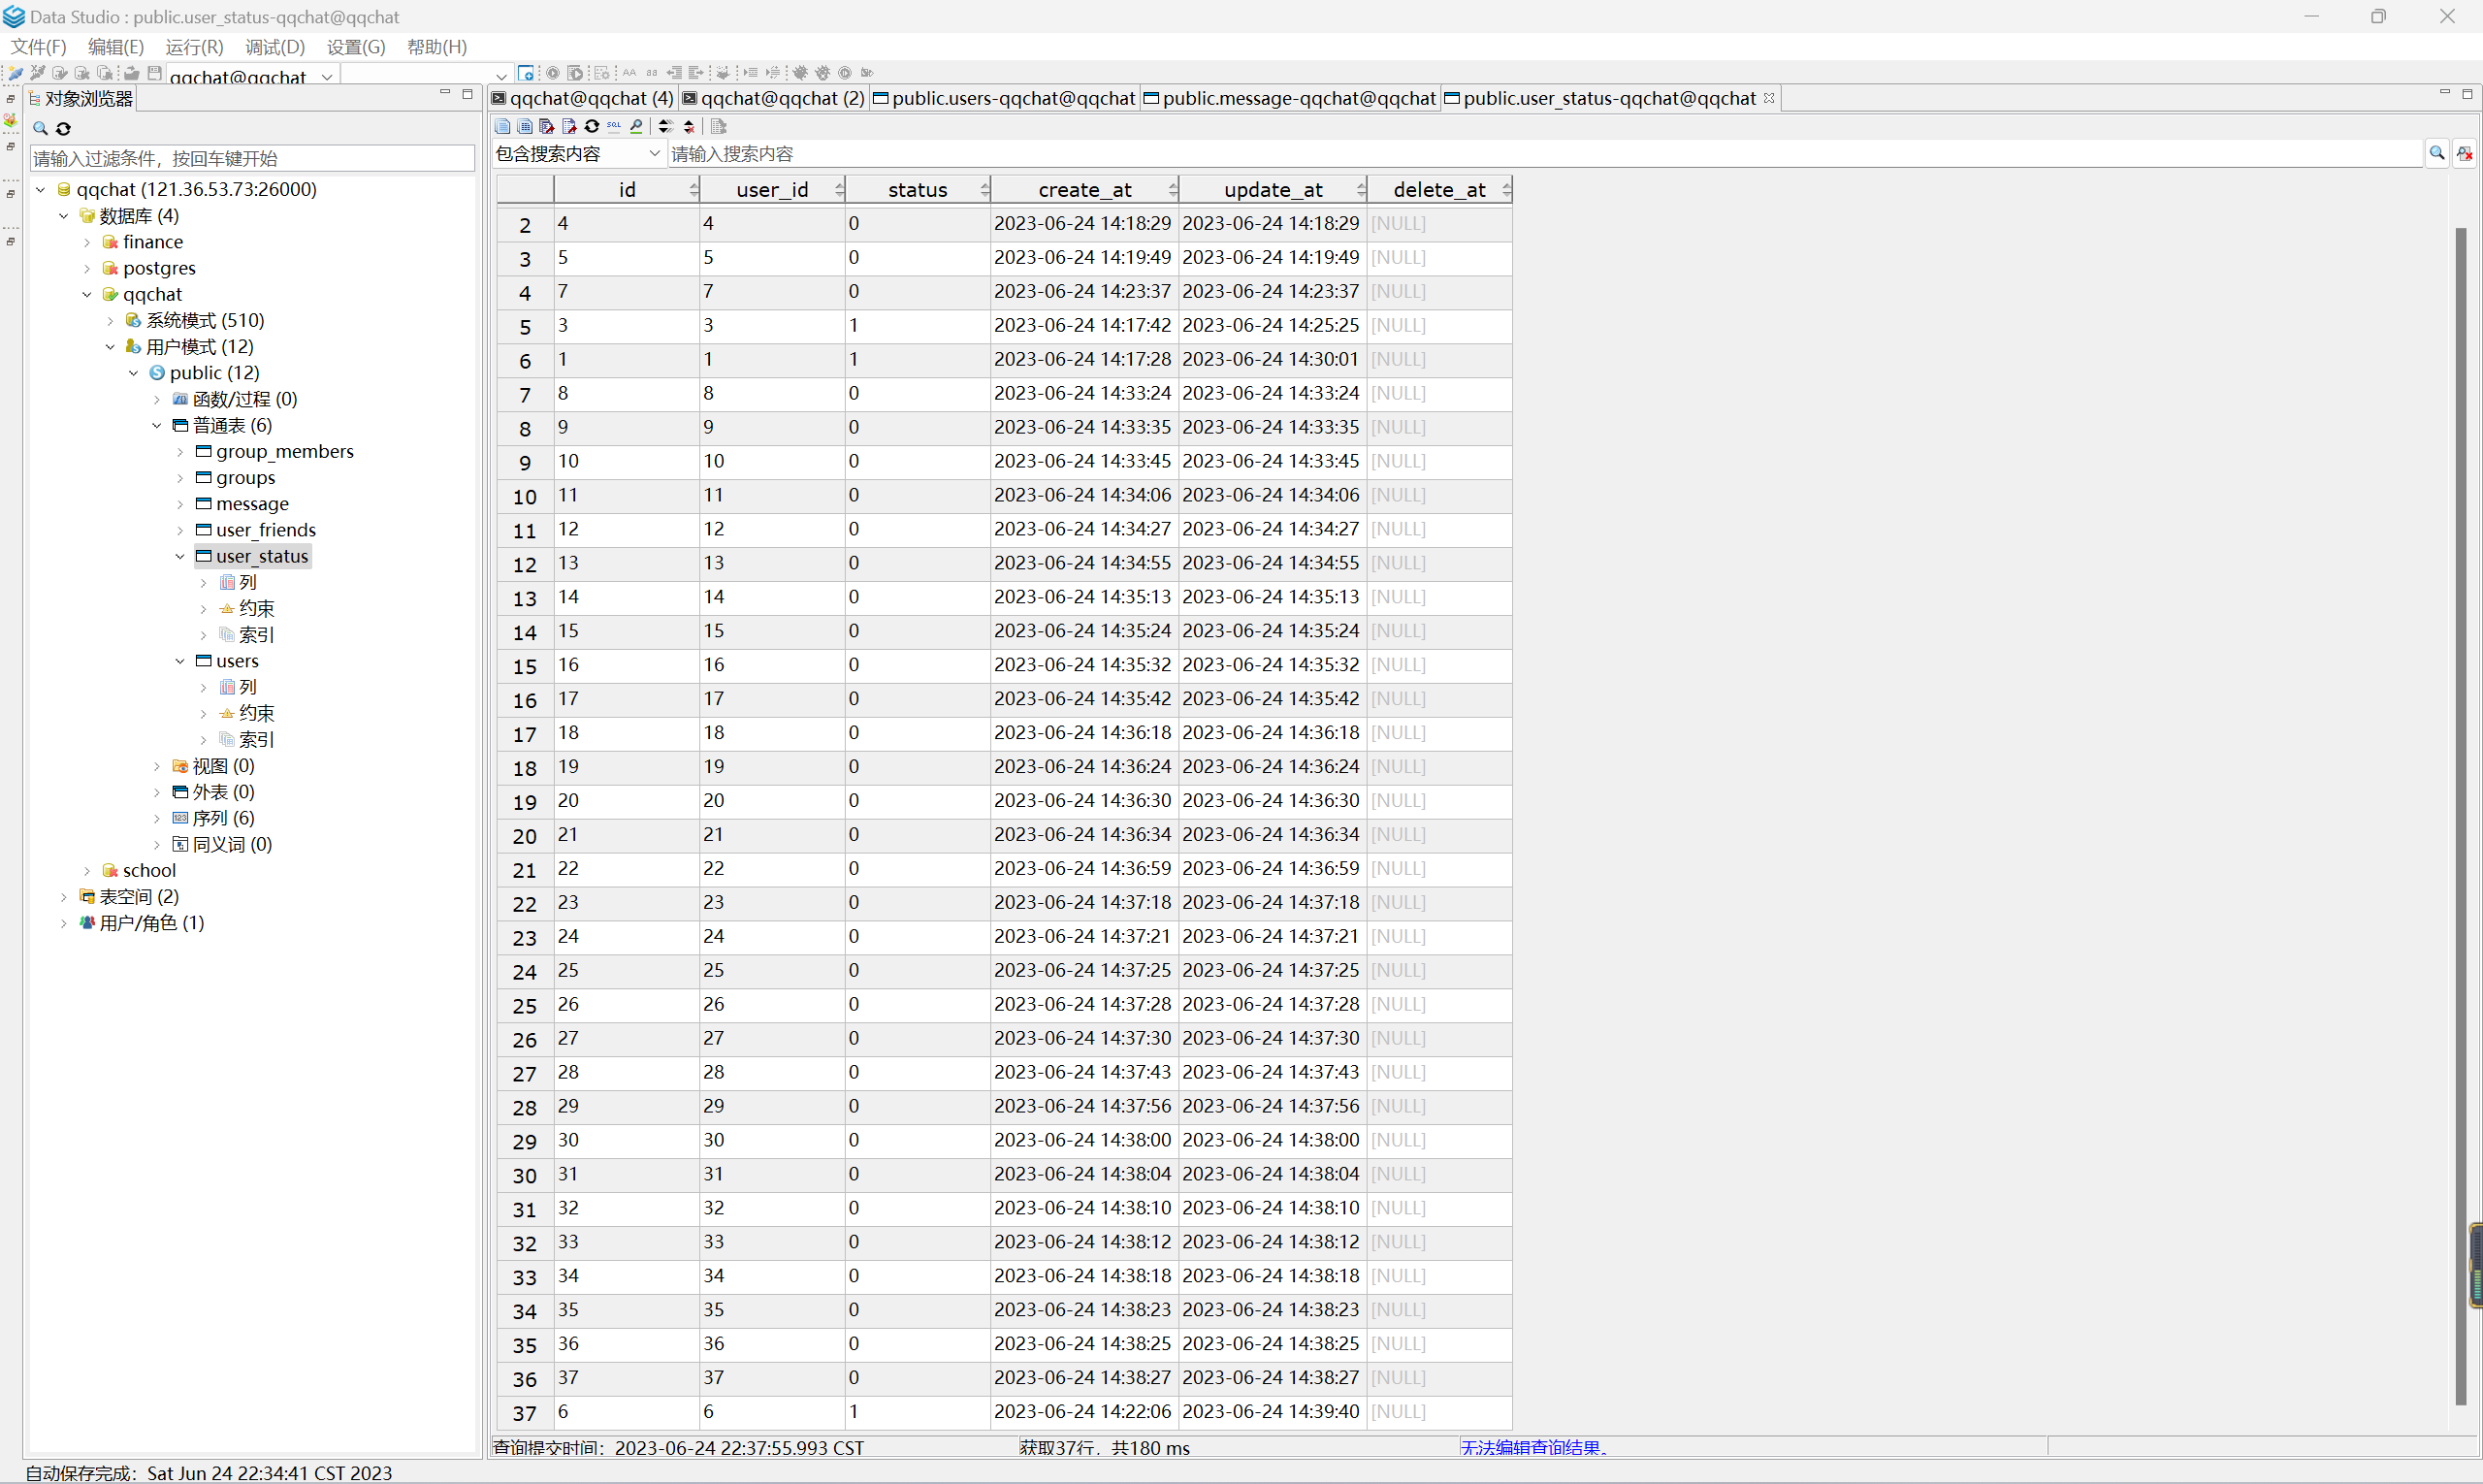 Data Studio : public.user_status-qqchat@qqchat
文件(F) 编辑(E) 运行(R) 调试(D) 设置(G) 帮助(H)
qqchat@qqchat
对象浏览器
请输入过滤条件，按回车键开始
qqchat (121.36.53.73:26000)
数据库 (4)
finance
postgres
qqchat
系统模式 (510)
用户模式 (12)
public (12)
函数/过程 (0)
普通表 (6)
group_members
groups
message
user_friends
user_status
列
约束
索引
users
列
约束
索引
视图 (0)
外表 (0)
序列 (6)
同义词 (0)
school
表空间 (2)
用户/角色 (1)
qqchat@qqchat (4) qqchat@qqchat (2) public.users-qqchat@qqchat public.message-qqchat@qqchat public.user_status-qqchat@qqchat
包含搜索内容 请输入搜索内容
id user_id status create_at update_at delete_at
2 4 4 0 2023-06-24 14:18:29 2023-06-24 14:18:29 [NULL]
3 5 5 0 2023-06-24 14:19:49 2023-06-24 14:19:49 [NULL]
4 7 7 0 2023-06-24 14:23:37 2023-06-24 14:23:37 [NULL]
5 3 3 1 2023-06-24 14:17:42 2023-06-24 14:25:25 [NULL]
6 1 1 1 2023-06-24 14:17:28 2023-06-24 14:30:01 [NULL]
7 8 8 0 2023-06-24 14:33:24 2023-06-24 14:33:24 [NULL]
8 9 9 0 2023-06-24 14:33:35 2023-06-24 14:33:35 [NULL]
9 10 10 0 2023-06-24 14:33:45 2023-06-24 14:33:45 [NULL]
10 11 11 0 2023-06-24 14:34:06 2023-06-24 14:34:06 [NULL]
11 12 12 0 2023-06-24 14:34:27 2023-06-24 14:34:27 [NULL]
12 13 13 0 2023-06-24 14:34:55 2023-06-24 14:34:55 [NULL]
13 14 14 0 2023-06-24 14:35:13 2023-06-24 14:35:13 [NULL]
14 15 15 0 2023-06-24 14:35:24 2023-06-24 14:35:24 [NULL]
15 16 16 0 2023-06-24 14:35:32 2023-06-24 14:35:32 [NULL]
16 17 17 0 2023-06-24 14:35:42 2023-06-24 14:35:42 [NULL]
17 18 18 0 2023-06-24 14:36:18 2023-06-24 14:36:18 [NULL]
18 19 19 0 2023-06-24 14:36:24 2023-06-24 14:36:24 [NULL]
19 20 20 0 2023-06-24 14:36:30 2023-06-24 14:36:30 [NULL]
20 21 21 0 2023-06-24 14:36:34 2023-06-24 14:36:34 [NULL]
21 22 22 0 2023-06-24 14:36:59 2023-06-24 14:36:59 [NULL]
22 23 23 0 2023-06-24 14:37:18 2023-06-24 14:37:18 [NULL]
23 24 24 0 2023-06-24 14:37:21 2023-06-24 14:37:21 [NULL]
24 25 25 0 2023-06-24 14:37:25 2023-06-24 14:37:25 [NULL]
25 26 26 0 2023-06-24 14:37:28 2023-06-24 14:37:28 [NULL]
26 27 27 0 2023-06-24 14:37:30 2023-06-24 14:37:30 [NULL]
27 28 28 0 2023-06-24 14:37:43 2023-06-24 14:37:43 [NULL]
28 29 29 0 2023-06-24 14:37:56 2023-06-24 14:37:56 [NULL]
29 30 30 0 2023-06-24 14:38:00 2023-06-24 14:38:00 [NULL]
30 31 31 0 2023-06-24 14:38:04 2023-06-24 14:38:04 [NULL]
31 32 32 0 2023-06-24 14:38:10 2023-06-24 14:38:10 [NULL]
32 33 33 0 2023-06-24 14:38:12 2023-06-24 14:38:12 [NULL]
33 34 34 0 2023-06-24 14:38:18 2023-06-24 14:38:18 [NULL]
34 35 35 0 2023-06-24 14:38:23 2023-06-24 14:38:23 [NULL]
35 36 36 0 2023-06-24 14:38:25 2023-06-24 14:38:25 [NULL]
36 37 37 0 2023-06-24 14:38:27 2023-06-24 14:38:27 [NULL]
37 6 6 1 2023-06-24 14:22:06 2023-06-24 14:39:40 [NULL]
查询提交时间：2023-06-24 22:37:55.993 CST 获取37行，共180 ms 无法编辑查询结果。
自动保存完成：Sat Jun 24 22:34:41 CST 2023